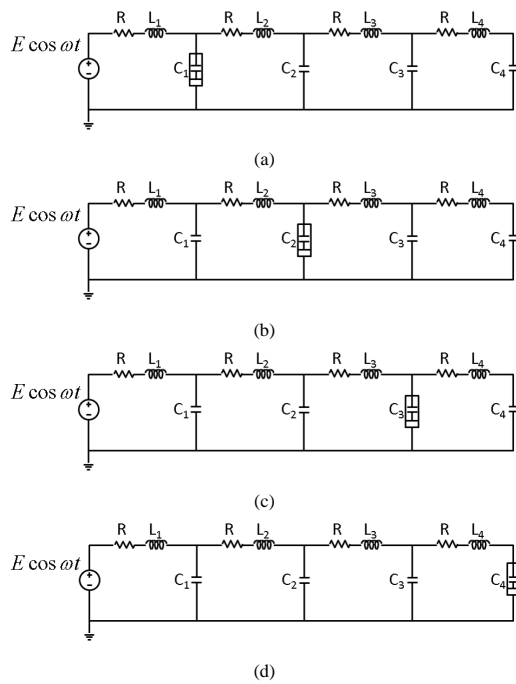 R L₁ R L₂ R L₃ R L₄
E cos ωt
C₁ C₂ C₃ C₄
(a)
R L₁ R L₂ R L₃ R L₄
E cos ωt
C₁ C₂ C₃ C₄
(b)
R L₁ R L₂ R L₃ R L₄
E cos ωt
C₁ C₂ C₃ C₄
(c)
R L₁ R L₂ R L₃ R L₄
E cos ωt
C₁ C₂ C₃ C₄
(d)